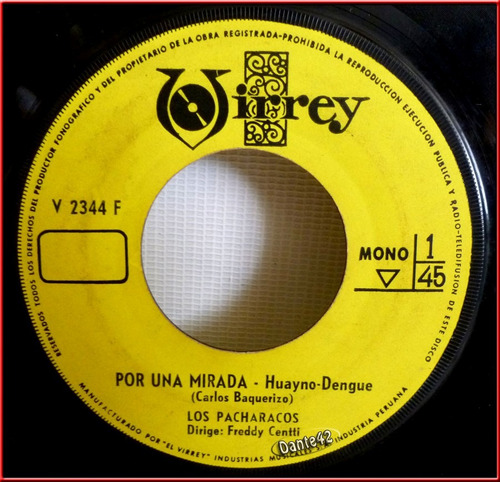 RESERVADOS TODOS LOS DERECHOS DEL PRODUCTOR FONOGRAFICO Y DEL PROPIETARIO DE LA OBRA REGISTRADA-PROHIBIDA LA REPRODUCCION EJECUCION PUBLICA Y RADIO-TELEDIFUSION DE ESTE DISCO
Virrey
V 2344 F
MONO 1
45
POR UNA MIRADA - Huayno-Dengue
(Carlos Baquerizo)
LOS PACHARACOS
Dirige: Freddy Centti
MANUFACTURADO POR "EL VIRREY" INDUSTRIAS INDUSTRIA PERUANA
Dante42